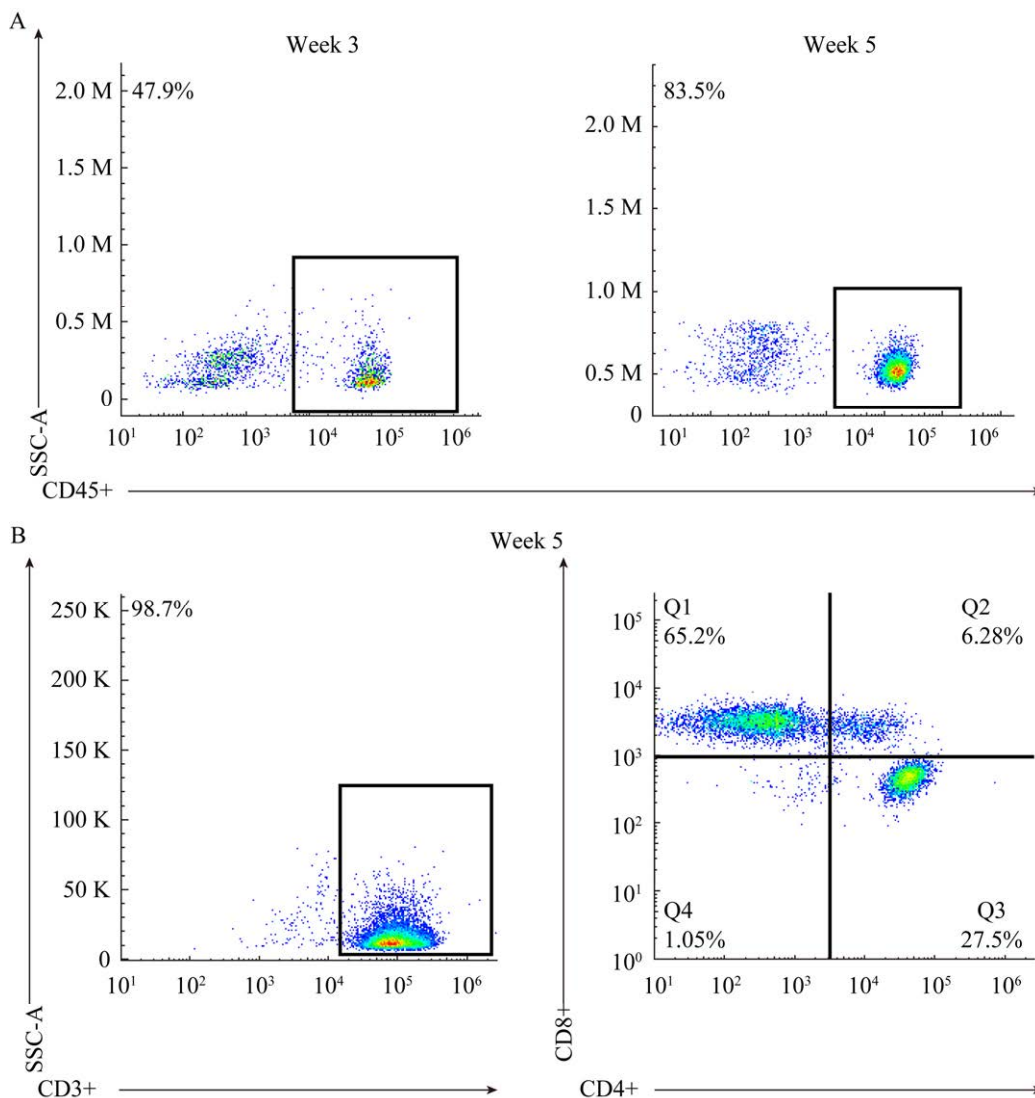 A
Week 3
Week 5
47.9%
83.5%
2.0 M
1.5 M
1.0 M
0.5 M
0
2.0 M
1.5 M
1.0 M
0.5 M
0
10¹ 10² 10³ 10⁴ 10⁵ 10⁶
10¹ 10² 10³ 10⁴ 10⁵ 10⁶
SSC-A
CD45+
B
Week 5
98.7%
250 K
200 K
150 K
100 K
50 K
0
10¹ 10² 10³ 10⁴ 10⁵ 10⁶
SSC-A
CD3+
Q1
65.2%
Q2
6.28%
Q4
1.05%
Q3
27.5%
10⁵
10⁴
10³
10²
10¹
10⁰
10¹ 10² 10³ 10⁴ 10⁵ 10⁶
CD8+
CD4+